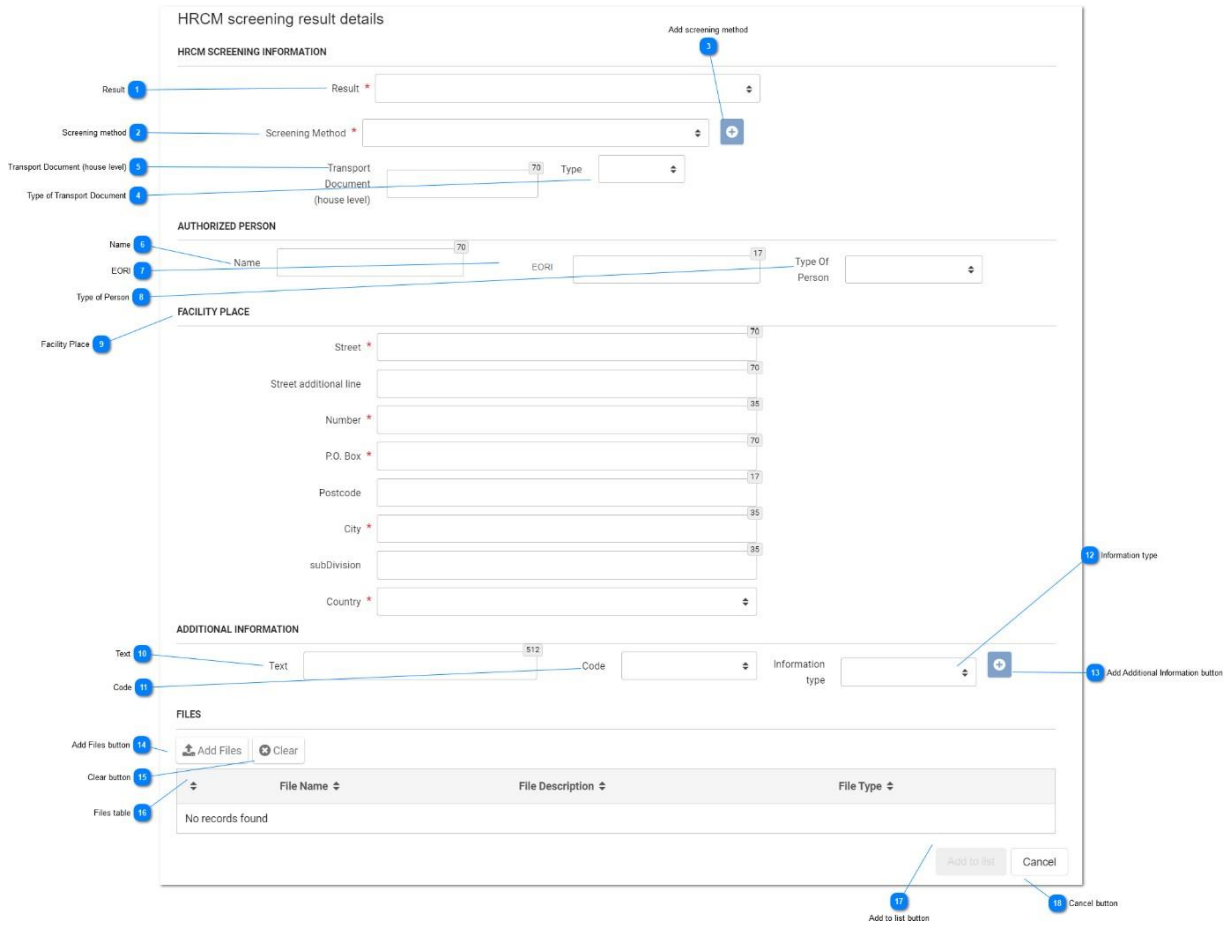 HRCM screening result details
Add screening method
HRCM SCREENING INFORMATION
3
Result 1
Result *
Screening method 2
Screening Method *
Transport Document (house level) 5
Transport
Document
(house level)
70
Type
Type of Transport Document 4
AUTHORIZED PERSON
Name 6
Name
70
EORI 7
EORI
17
Type Of
Person
Type of Person 8
FACILITY PLACE
Facility Place 9
Street *
70
Street additional line
70
Number *
35
P.O. Box *
70
Postcode
17
City *
35
subDivision
35
12 Information type
Country *
ADDITIONAL INFORMATION
Text 10
Text
512
Code
Information
type
13 Add Additional Information button
Code 11
FILES
Add Files button 14
Add Files
Clear
Clear button 15
File Name
File Description
File Type
Files table 16
No records found
Add to list
Cancel
17
18 Cancel button
Add to list button